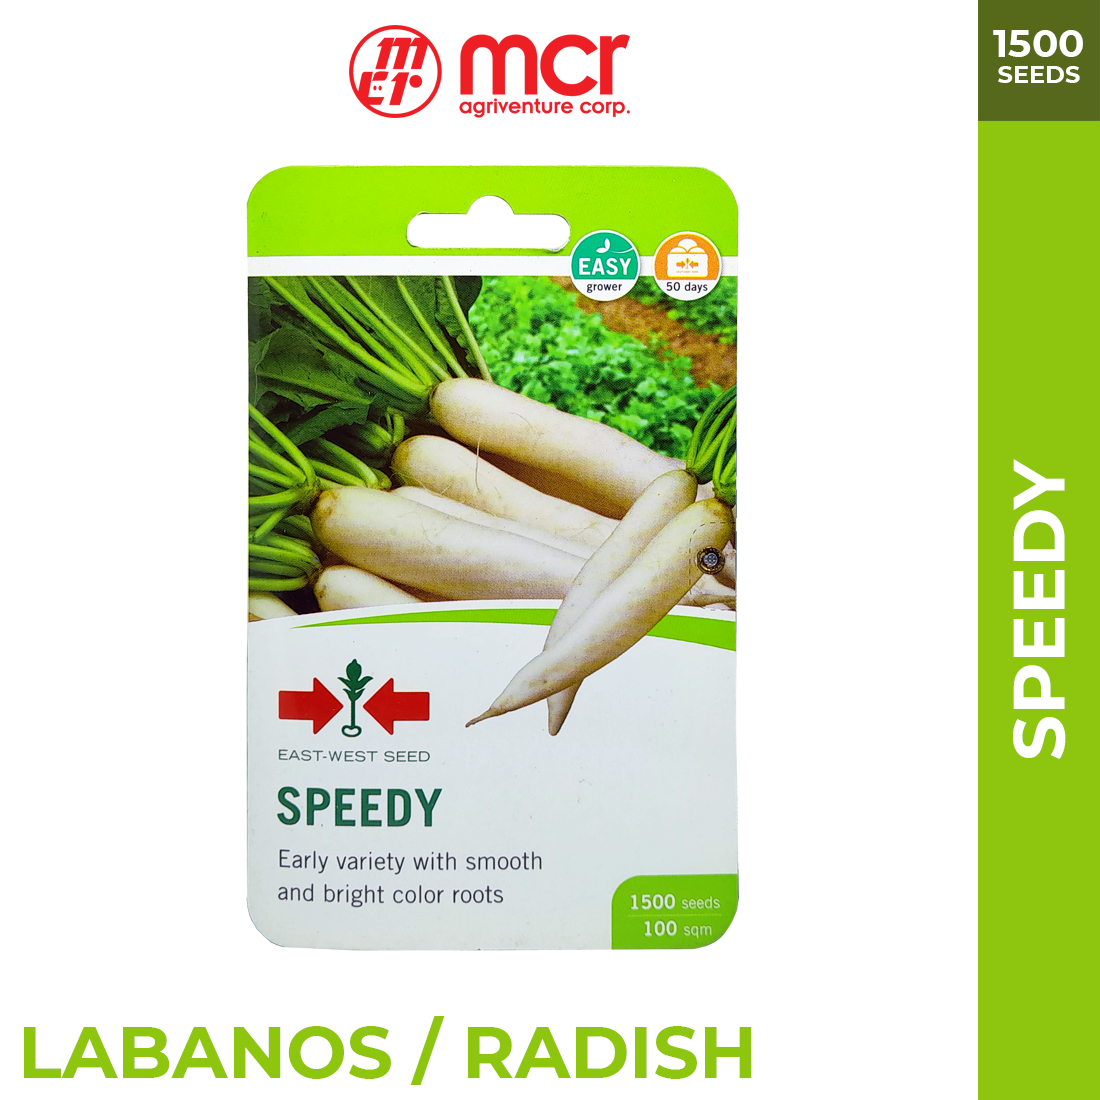 mcr
mcr
agriventure corp.
1500
SEEDS
EASY
grower
50 days
EAST-WEST SEED
SPEEDY
Early variety with smooth
and bright color roots
1500 seeds
100 sqm
SPEEDY
LABANOS / RADISH